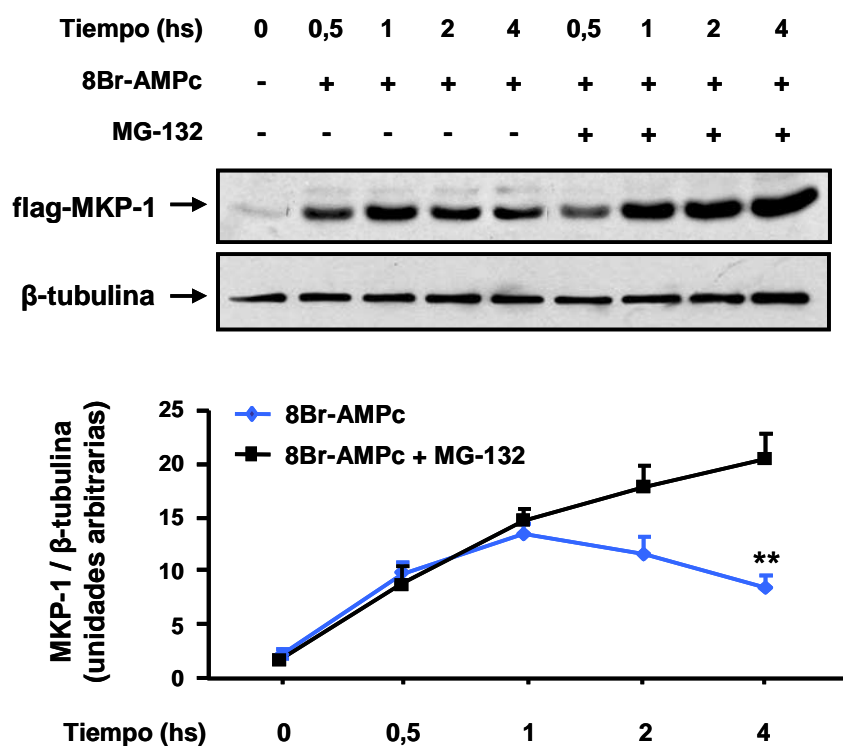 Tiempo (hs) 0 0,5 1 2 4 0,5 1 2 4
8Br-AMPc - + + + + + + + +
MG-132 - - - - - + + + +
flag-MKP-1
β-tubulina
25
20
15
10
5
0
MKP-1 / β-tubulina
(unidades arbitrarias)
8Br-AMPc
8Br-AMPc + MG-132
**
Tiempo (hs) 0 0,5 1 2 4